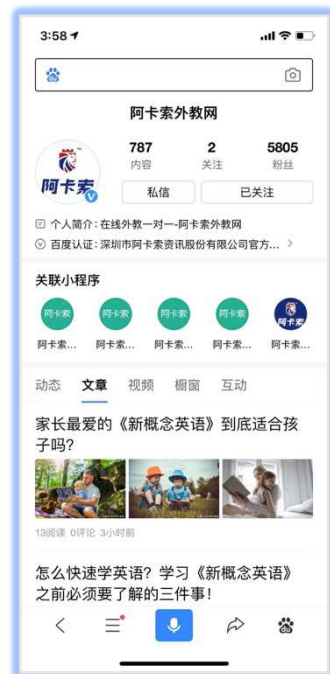 3:58
阿卡索外教网
787
2
5805
内容
关注
粉丝
阿卡索
私信
已关注
个人简介:在线外教一对一-阿卡索外教网
百度认证:深圳市阿卡索资讯股份有限公司官方... >
关联小程序
阿卡索 阿卡索 阿卡索 阿卡索 阿卡索
阿卡索... 阿卡索... 阿卡索... 阿卡索... 阿卡索...
动态 文章 视频 橱窗 互动
家长最爱的《新概念英语》到底适合孩
子吗?
13阅读 0评论 3小时前
怎么快速学英语？学习《新概念英语》
之前必须要了解的三件事！